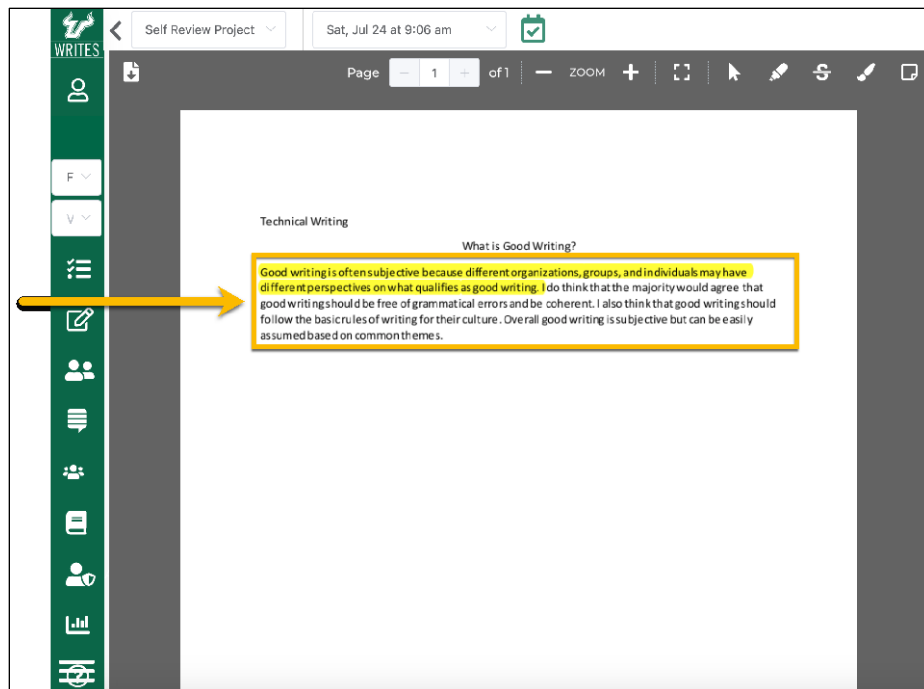 Self Review Project
Sat, Jul 24 at 9:06 am
WRITES
Page
1
of 1
ZOOM
F
V
Technical Writing
What is Good Writing?
Good writing is often subjective because different organizations, groups, and individuals may have
different perspectives on what qualifies as good writing. I do think that the majority would agree that
good writing should be free of grammatical errors and be coherent. I also think that good writing should
follow the basic rules of writing for their culture. Overall good writing is subjective but can be easily
assumed based on common themes.